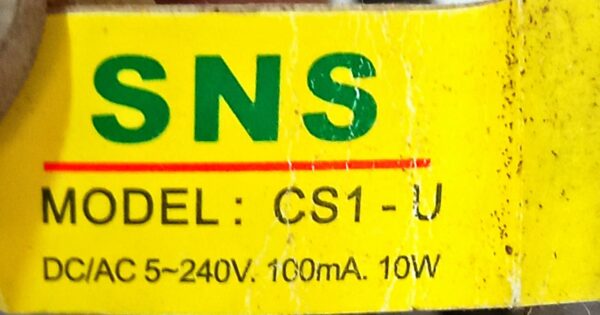 SNS
MODEL: CS1 - U
DC/AC 5~240V. 100mA. 10W